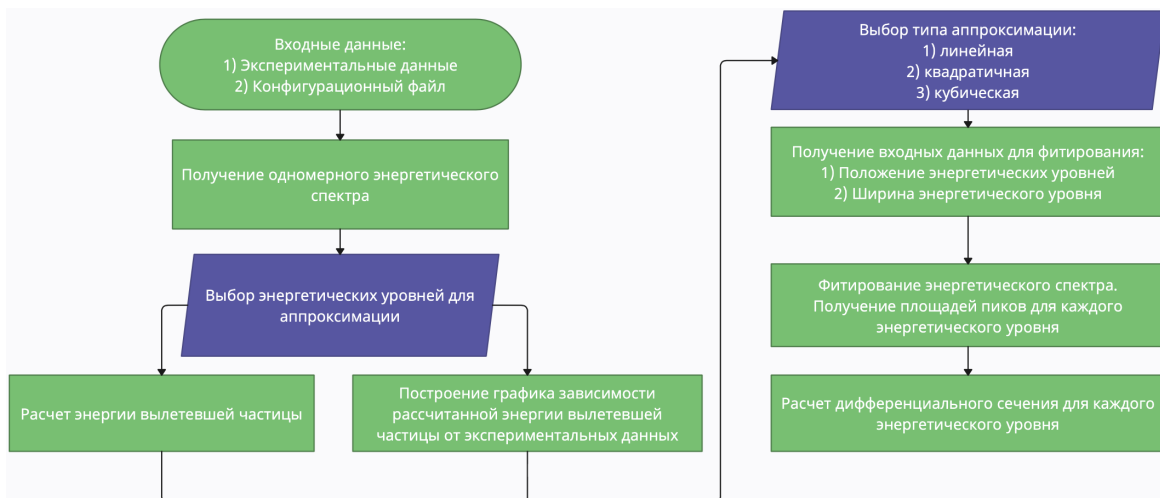 Входные данные:
1) Экспериментальные данные
2) Конфигурационный файл
Получение одномерного энергетического
спектра
Выбор энергетических уровней для
аппроксимации
Расчет энергии вылетевшей частицы
Построение графика зависимости
рассчитанной энергии вылетевшей
частицы от экспериментальных данных
Выбор типа аппроксимации:
1) линейная
2) квадратичная
3) кубическая
Получение входных данных для фитирования:
1) Положение энергетических уровней
2) Ширина энергетического уровня
Фитирование энергетического спектра.
Получение площадей пиков для каждого
энергетического уровня
Расчет дифференциального сечения для каждого
энергетического уровня